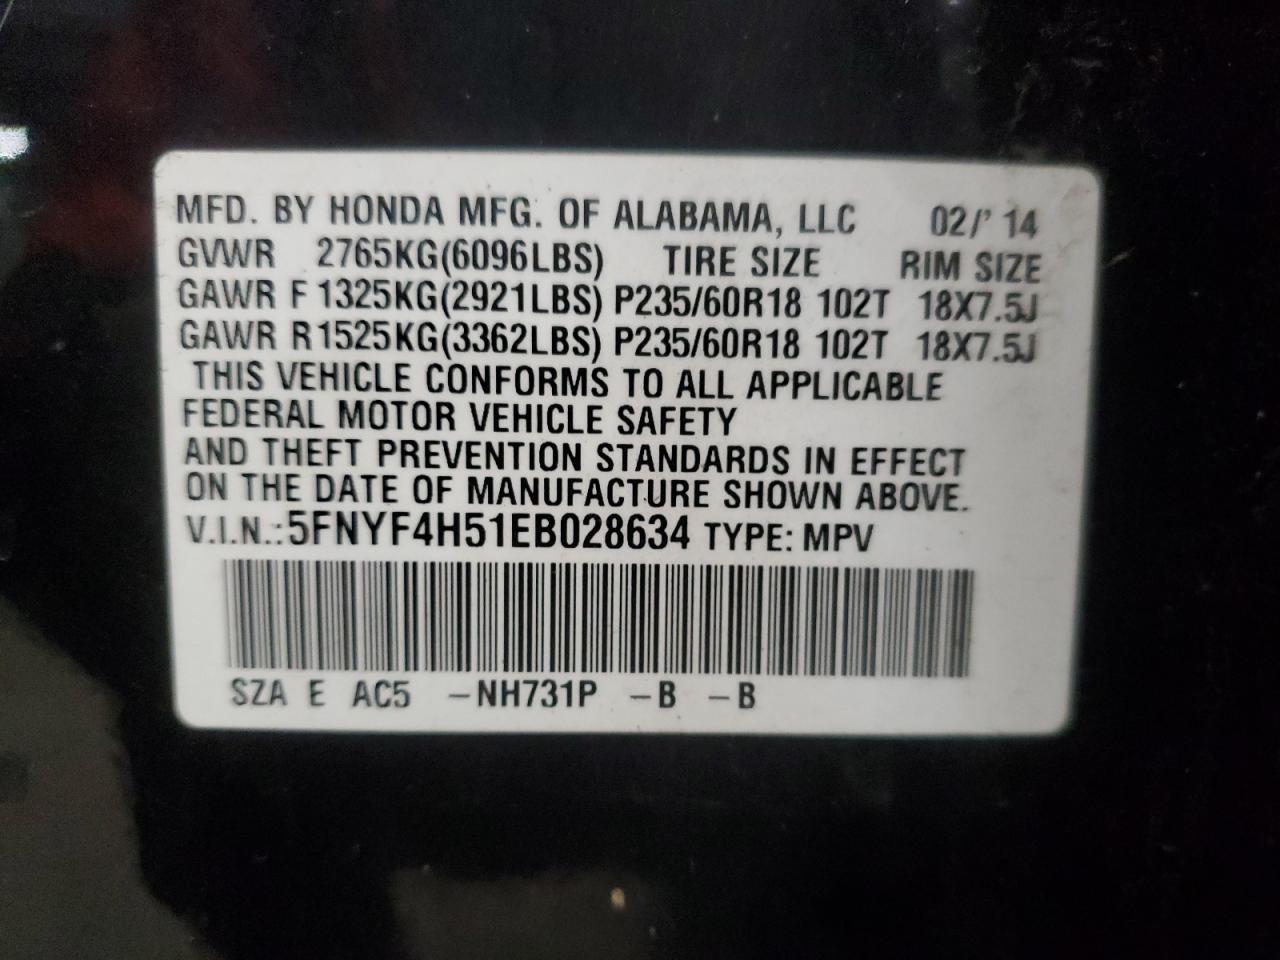 MFD. BY HONDA MFG. OF ALABAMA, LLC 02/' 14
GVWR 2765KG(6096LBS) TIRE SIZE RIM SIZE
GAWR F 1325KG(2921LBS) P235/60R18 102T 18X7.5J
GAWR R 1525KG(3362LBS) P235/60R18 102T 18X7.5J
THIS VEHICLE CONFORMS TO ALL APPLICABLE
FEDERAL MOTOR VEHICLE SAFETY
AND THEFT PREVENTION STANDARDS IN EFFECT
ON THE DATE OF MANUFACTURE SHOWN ABOVE.
V.I.N.:5FNYF4H51EB028634 TYPE: MPV
SZA E AC5 -NH731P -B -B